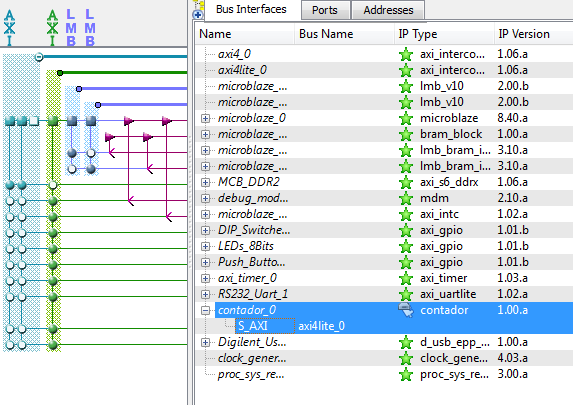 A A L L
X X M M
I I B B
Bus Interfaces Ports Addresses
Name Bus Name IP Type IP Version
axi4_0 axi_interco... 1.06.a
axi4lite_0 axi_interco... 1.06.a
microblaze_... lmb_v10 2.00.b
microblaze_... lmb_v10 2.00.b
microblaze_0 microblaze 8.40.a
microblaze_... bram_block 1.00.a
microblaze_... lmb_bram_i... 3.10.a
microblaze_... lmb_bram_i... 3.10.a
MCB_DDR2 axi_s6_ddrx 1.06.a
debug_mod... mdm 2.10.a
microblaze_... axi_intc 1.02.a
DIP_Switche... axi_gpio 1.01.b
LEDs_8Bits axi_gpio 1.01.b
Push_Butto... axi_gpio 1.01.b
axi_timer_0 axi_timer 1.03.a
RS232_Uart_1 axi_uartlite 1.02.a
contador_0 contador 1.00.a
S_AXI axi4lite_0
Digilent_Us... d_usb_epp_... 1.00.a
clock_gener... clock_gene... 4.03.a
proc_sys_re... proc_sys_re... 3.00.a